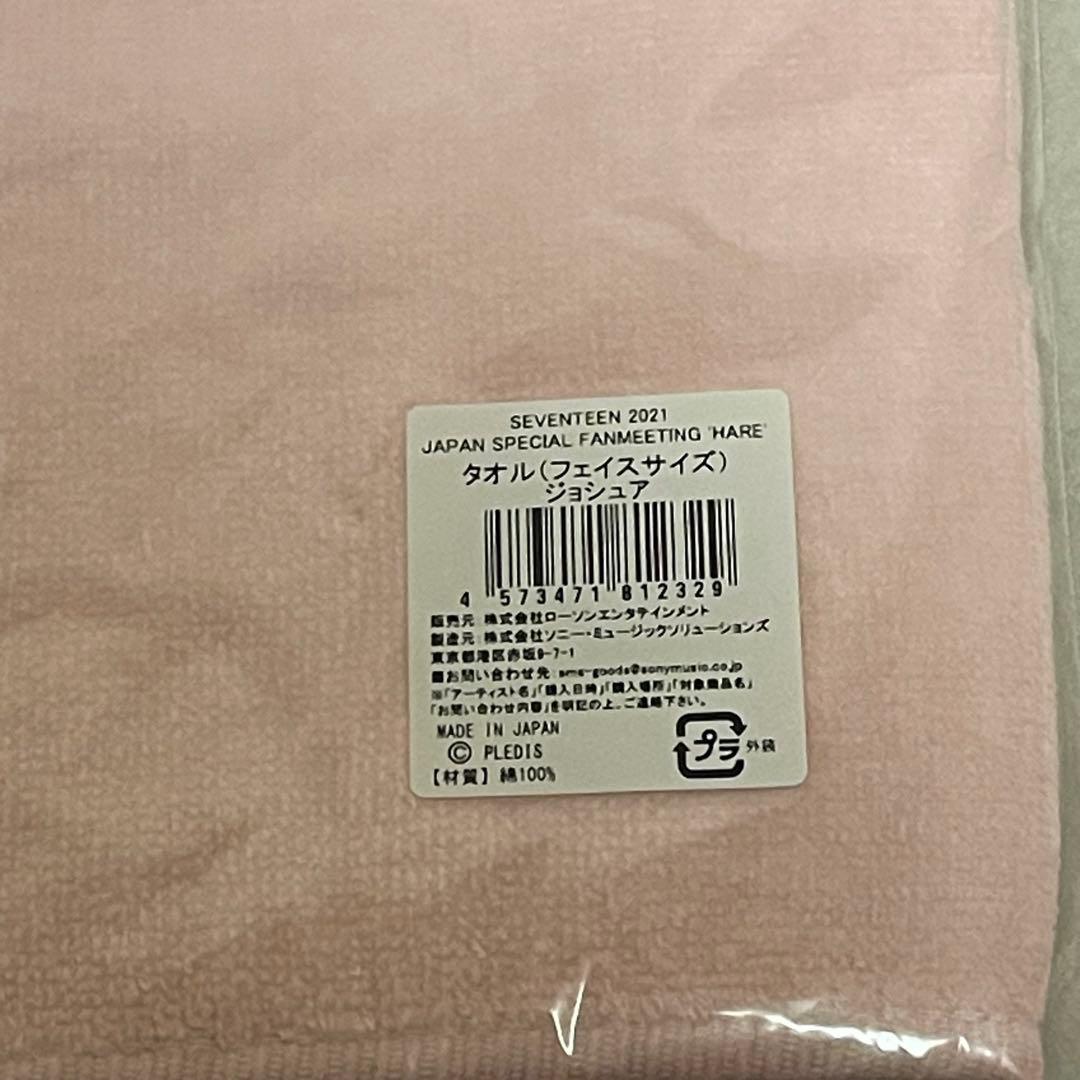 SEVENTEEN 2021
JAPAN SPECIAL FANMEETING 'HARE'
タオル(フェイスサイズ)
ジョシュア
4 573471 812329
販売元：株式会社ローソンエンタテインメント
製造元：株式会社ソニー・ミュージックソリューションズ
東京都港区赤坂9-7-1
■お問い合わせ先：sms-goods@sonymusic.co.jp
※「アーティスト名」「購入日時」「購入場所」「対象商品名」
「お問い合わせ内容」を明記の上、ご連絡下さい。
MADE IN JAPAN
© PLEDIS
プラ 外袋
【材質】綿100%